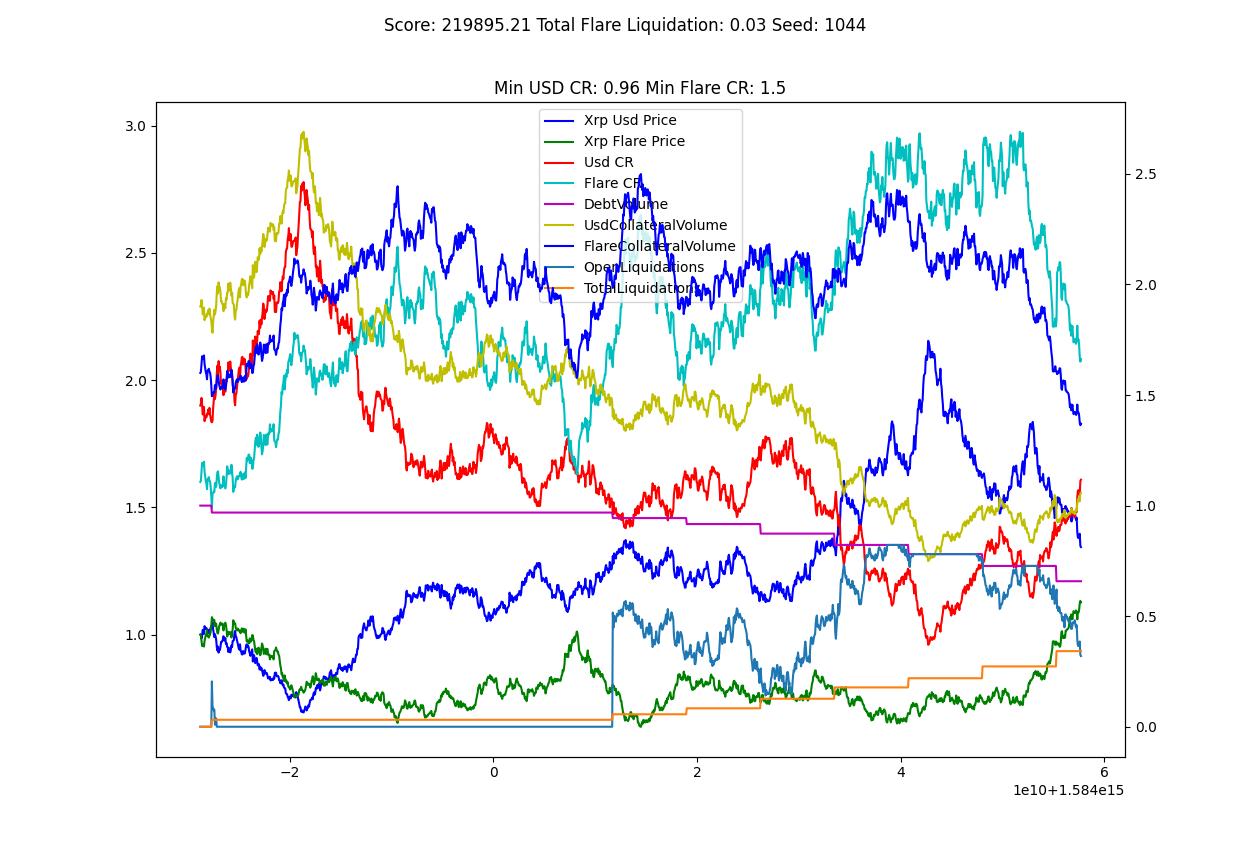 Score: 219895.21 Total Flare Liquidation: 0.03 Seed: 1044
Min USD CR: 0.96 Min Flare CR: 1.5
Xrp Usd Price
Xrp Flare Price
Usd CR
Flare CR
DebtVolume
UsdCollateralVolume
FlareCollateralVolume
OpenLiquidations
TotalLiquidations
3.0
2.5
2.0
1.5
1.0
2.5
2.0
1.5
1.0
0.5
0.0
−2 0 2 4 6
1e10+1.584e15